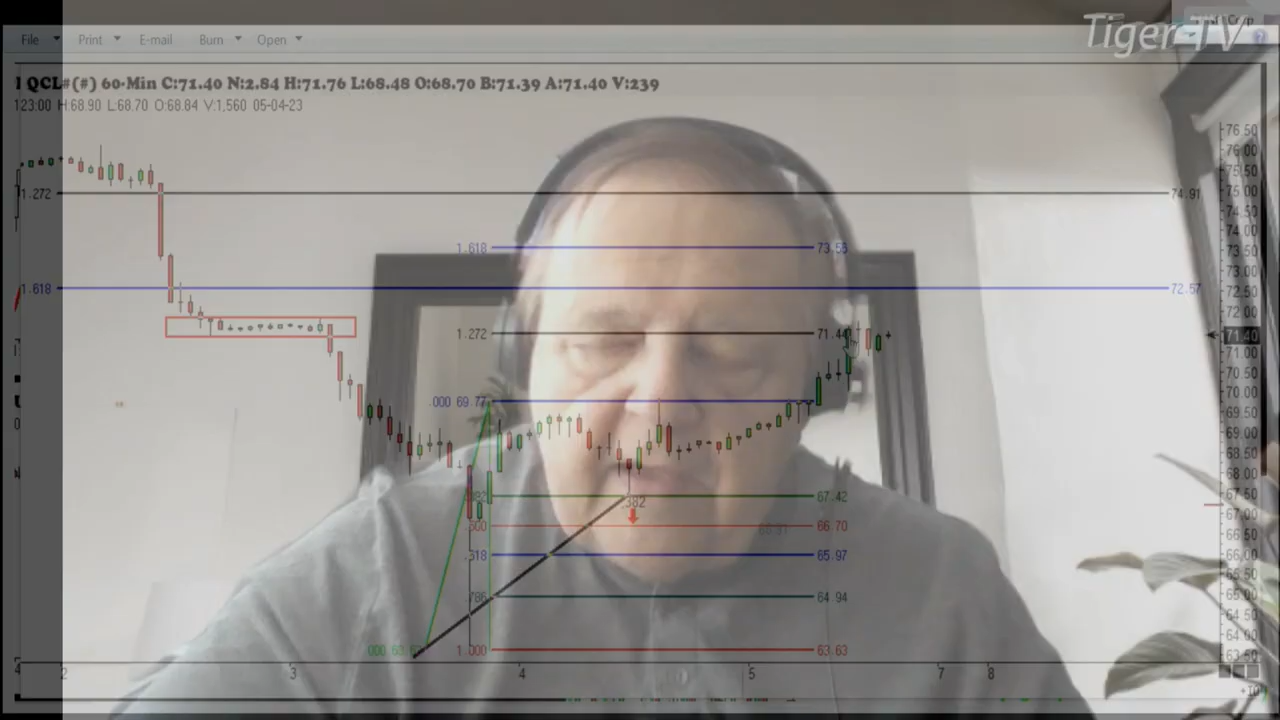 Tiger TV
File Print E-mail Burn Open
QCL#(#) 60-Min C:71.40 N:2.84 H:71.76 L:68.48 O:68.70 B:71.39 A:71.40 V:239
123:00 H:68.90 L:68.70 O:68.84 V:1,560 05-04-23
76.50
76.00
75.50
1.272 74.91 75.00
74.50
74.00
1.618 73.55 73.50
73.00
1.618 72.57 72.50
72.00
1.272 71.44 71.40
71.00
70.50
70.00
.000 69.77 69.50
69.00
68.50
68.00
.382 67.42 67.50
.382 67.00
66.70 66.50
.618 65.97 66.00
65.50
.786 64.94 65.00
64.50
64.00
1.000 63.63 63.50
2 3 4 5 7 8
+10